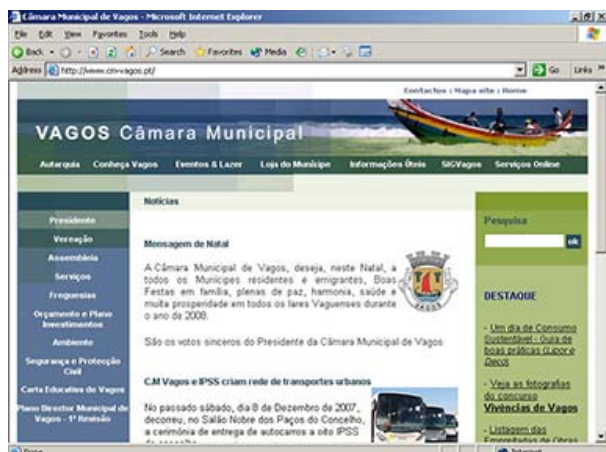 Câmara Municipal de Vagos - Microsoft Internet Explorer
File Edit View Favorites Tools Help
Back Search Favorites Media
Address http://www.cm-vagos.pt/ Go Links »
Contactos : Mapa site : Home
VAGOS Câmara Municipal
Autarquia Conheça Vagos Eventos & Lazer Loja do Munícipe Informações Úteis SIGVagos Serviços Online
Presidente
Vereação
Assembleia
Serviços
Freguesias
Orçamento e Plano
Investimentos
Ambiente
Segurança e Protecção
Civil
Carta Educativa de Vagos
Plano Director Municipal de
Vagos - 1ª Revisão
Notícias
Mensagem de Natal
A Câmara Municipal de Vagos, deseja, neste Natal, a
todos os Munícipes residentes e emigrantes, Boas
Festas em família, plenas de paz, harmonia, saúde e
muita prosperidade em todos os lares Vaguenses durante
o ano de 2008.
VAGOS
São os votos sinceros do Presidente da Câmara Municipal de Vagos
C.M Vagos e IPSS criam rede de transportes urbanos
No passado sábado, dia 8 de Dezembro de 2007,
decorreu, no Salão Nobre dos Paços do Concelho,
a cerimónia de entrega de autocarros a oito IPSS
Pesquisa
ok
DESTAQUE
- Um dia de Consumo
Sustentável - Guia de
boas práticas (Lipor e
Deco)
- Veja as fotografias
do concurso
Vivências de Vagos
- Listagem das
Empreitadas de Obras
Done Internet